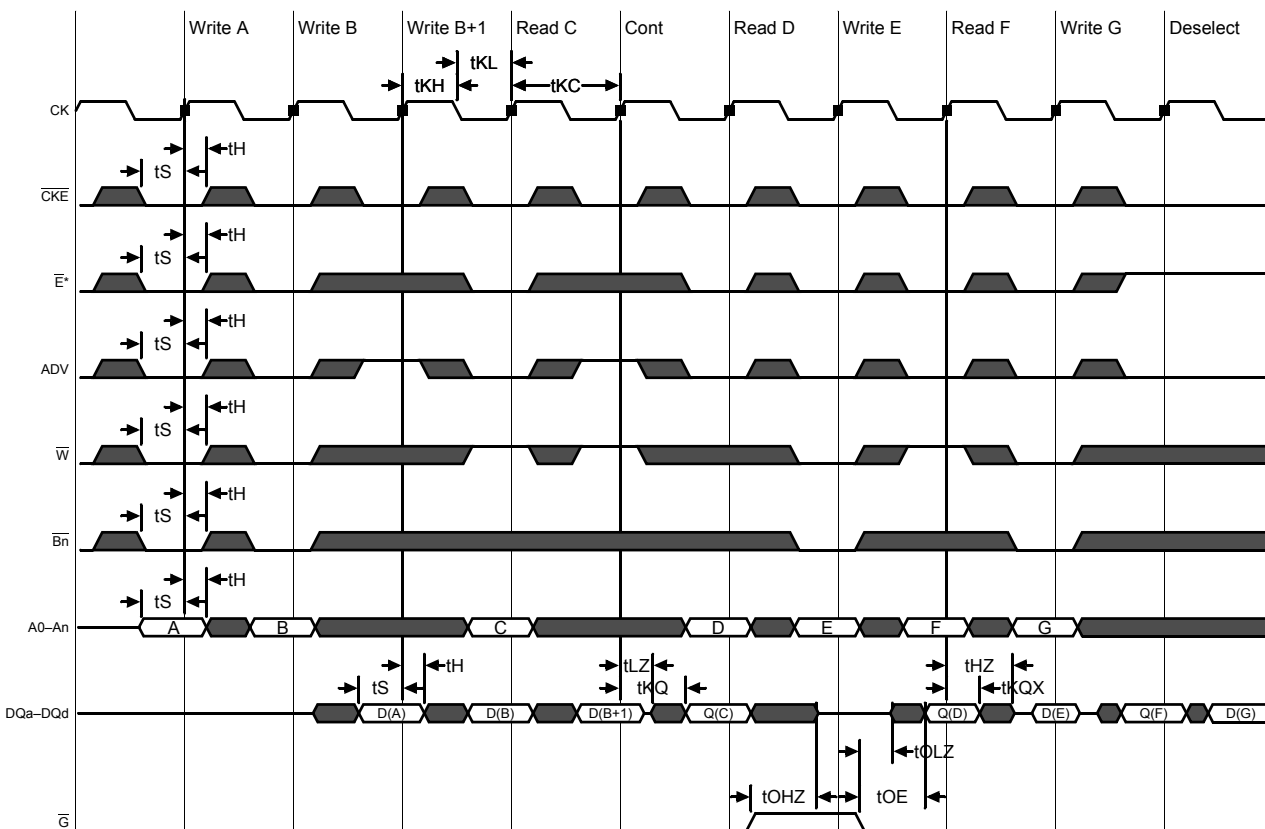 Write A Write B Write B+1 Read C Cont Read D Write E Read F Write G Deselect
tKL
tKH tKC
CK
tH
tS
CKE
tH
tS
E*
tH
tS
ADV
tH
tS
W
tH
tS
Bn
tH
tS
A0–An A B C D E F G
tH tLZ tHZ
tS tKQ tKQX
DQa–DQd D(A) D(B) D(B+1) Q(C) Q(D) D(E) Q(F) D(G)
tOLZ
tOHZ tOE
G